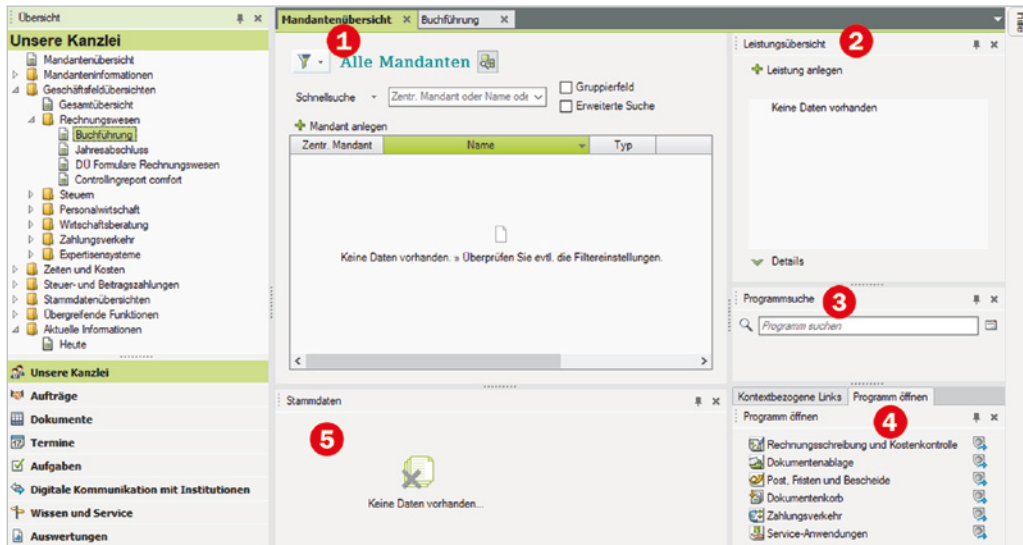 Übersicht
Unsere Kanzlei
Mandantenübersicht
Mandanteninformationen
Geschäftsfeldübersichten
Gesamtübersicht
Rechnungswesen
Buchführung
Jahresabschluss
DÜ Formulare Rechnungswesen
Controllingreport comfort
Steuern
Personalwirtschaft
Wirtschaftsberatung
Zahlungsverkehr
Expertisensysteme
Zeiten und Kosten
Steuer- und Beitragszahlungen
Stammdatenübersichten
Übergreifende Funktionen
Aktuelle Informationen
Heute
Unsere Kanzlei
Aufträge
Dokumente
Termine
Aufgaben
Digitale Kommunikation mit Institutionen
Wissen und Service
Auswertungen
Mandantenübersicht
Buchführung
1
Alle Mandanten
Schnellsuche
Zentr. Mandant oder Name ode
Gruppierfeld
Erweiterte Suche
Mandant anlegen
Zentr. Mandant Name Typ
Keine Daten vorhanden. » Überprüfen Sie evtl. die Filtereinstellungen.
Stammdaten
5
Keine Daten vorhanden...
Leistungsübersicht
2
Leistung anlegen
Keine Daten vorhanden
Details
Programmsuche
3
Programm suchen
Kontextbezogene Links
Programm öffnen
Programm öffnen
4
Rechnungsschreibung und Kostenkontrolle
Dokumentenablage
Post, Fristen und Bescheide
Dokumentenkorb
Zahlungsverkehr
Service-Anwendungen